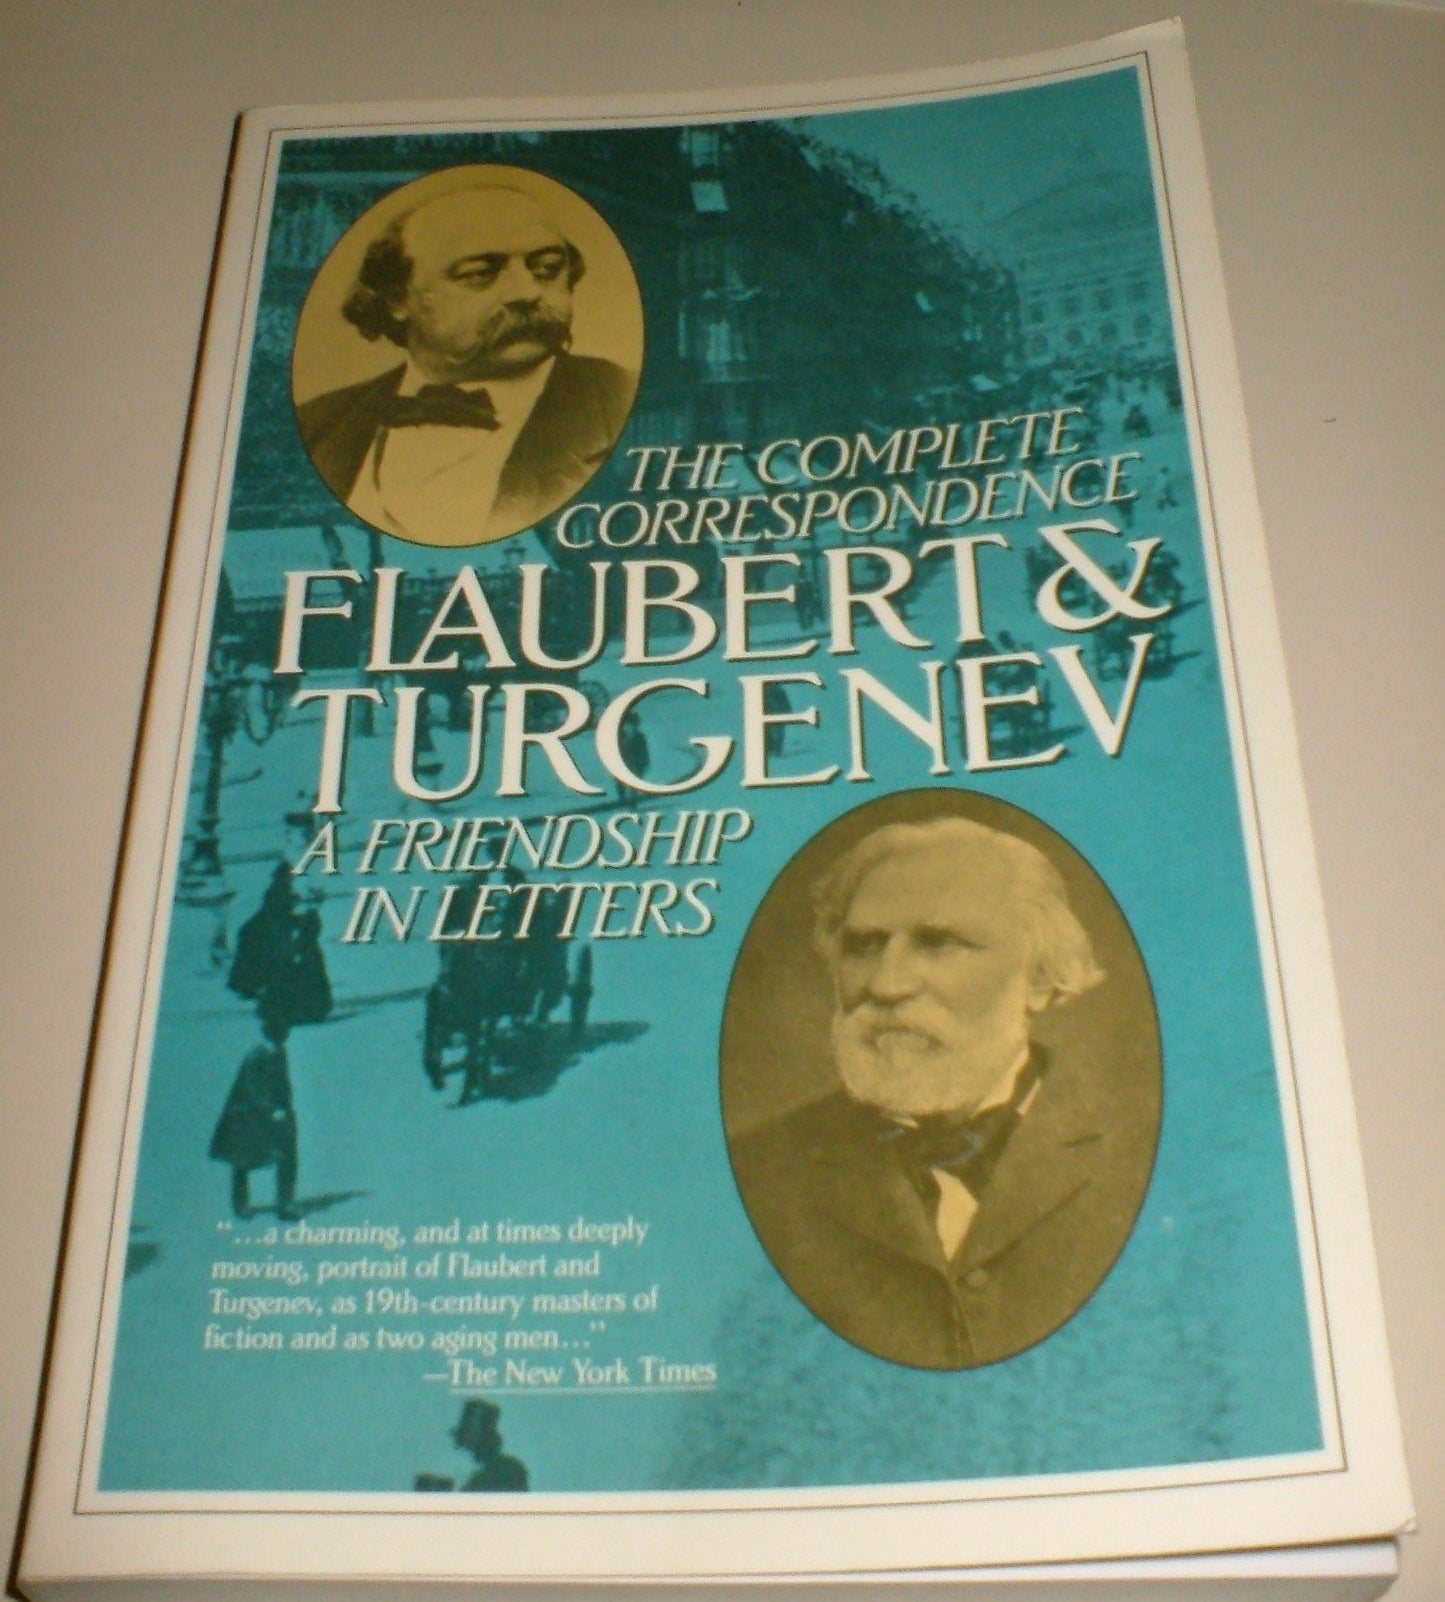 THE COMPLETE
CORRESPONDENCE
FLAUBERT &
TURGENEV
A FRIENDSHIP
IN LETTERS
"...a charming, and at times deeply
moving, portrait of Flaubert and
Turgenev, as 19th-century masters of
fiction and as two aging men..."
—The New York Times